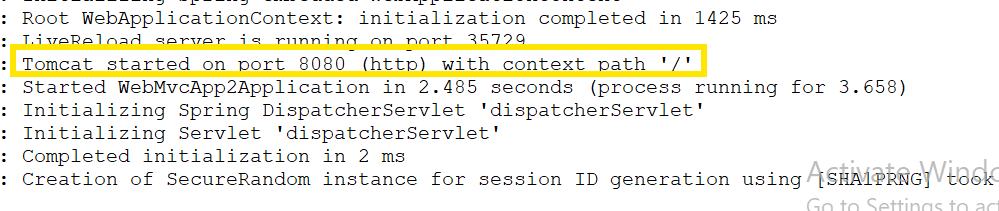 : Root WebApplicationContext: initialization completed in 1425 ms
: LiveReload server is running on port 35729
: Tomcat started on port 8080 (http) with context path '/'
: Started WebMvcApp2Application in 2.485 seconds (process running for 3.658)
: Initializing Spring DispatcherServlet 'dispatcherServlet'
: Initializing Servlet 'dispatcherServlet'
: Completed initialization in 2 ms
: Creation of SecureRandom instance for session ID generation using [SHA1PRNG] took
Activate Windo
Go to Settings to act